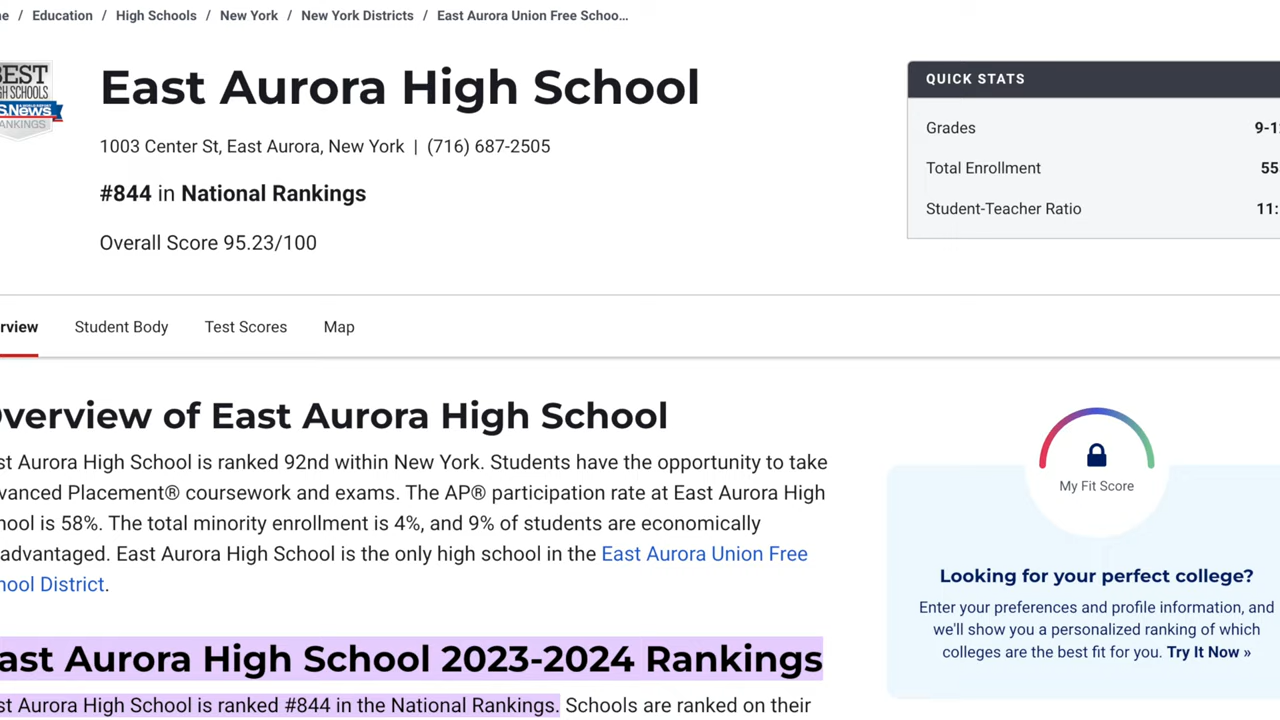 / Education / High Schools / New York / New York Districts / East Aurora Union Free Schoo...
BEST
HIGH SCHOOLS
U.S.News
RANKINGS
East Aurora High School
1003 Center St, East Aurora, New York | (716) 687-2505
#844 in National Rankings
Overall Score 95.23/100
QUICK STATS
Grades 9-1
Total Enrollment 55
Student-Teacher Ratio 11:
rview Student Body Test Scores Map
verview of East Aurora High School
st Aurora High School is ranked 92nd within New York. Students have the opportunity to take
vanced Placement® coursework and exams. The AP® participation rate at East Aurora High
hool is 58%. The total minority enrollment is 4%, and 9% of students are economically
advantaged. East Aurora High School is the only high school in the East Aurora Union Free
hool District.
My Fit Score
Looking for your perfect college?
Enter your preferences and profile information, and
we'll show you a personalized ranking of which
colleges are the best fit for you. Try It Now »
ast Aurora High School 2023-2024 Rankings
st Aurora High School is ranked #844 in the National Rankings. Schools are ranked on their